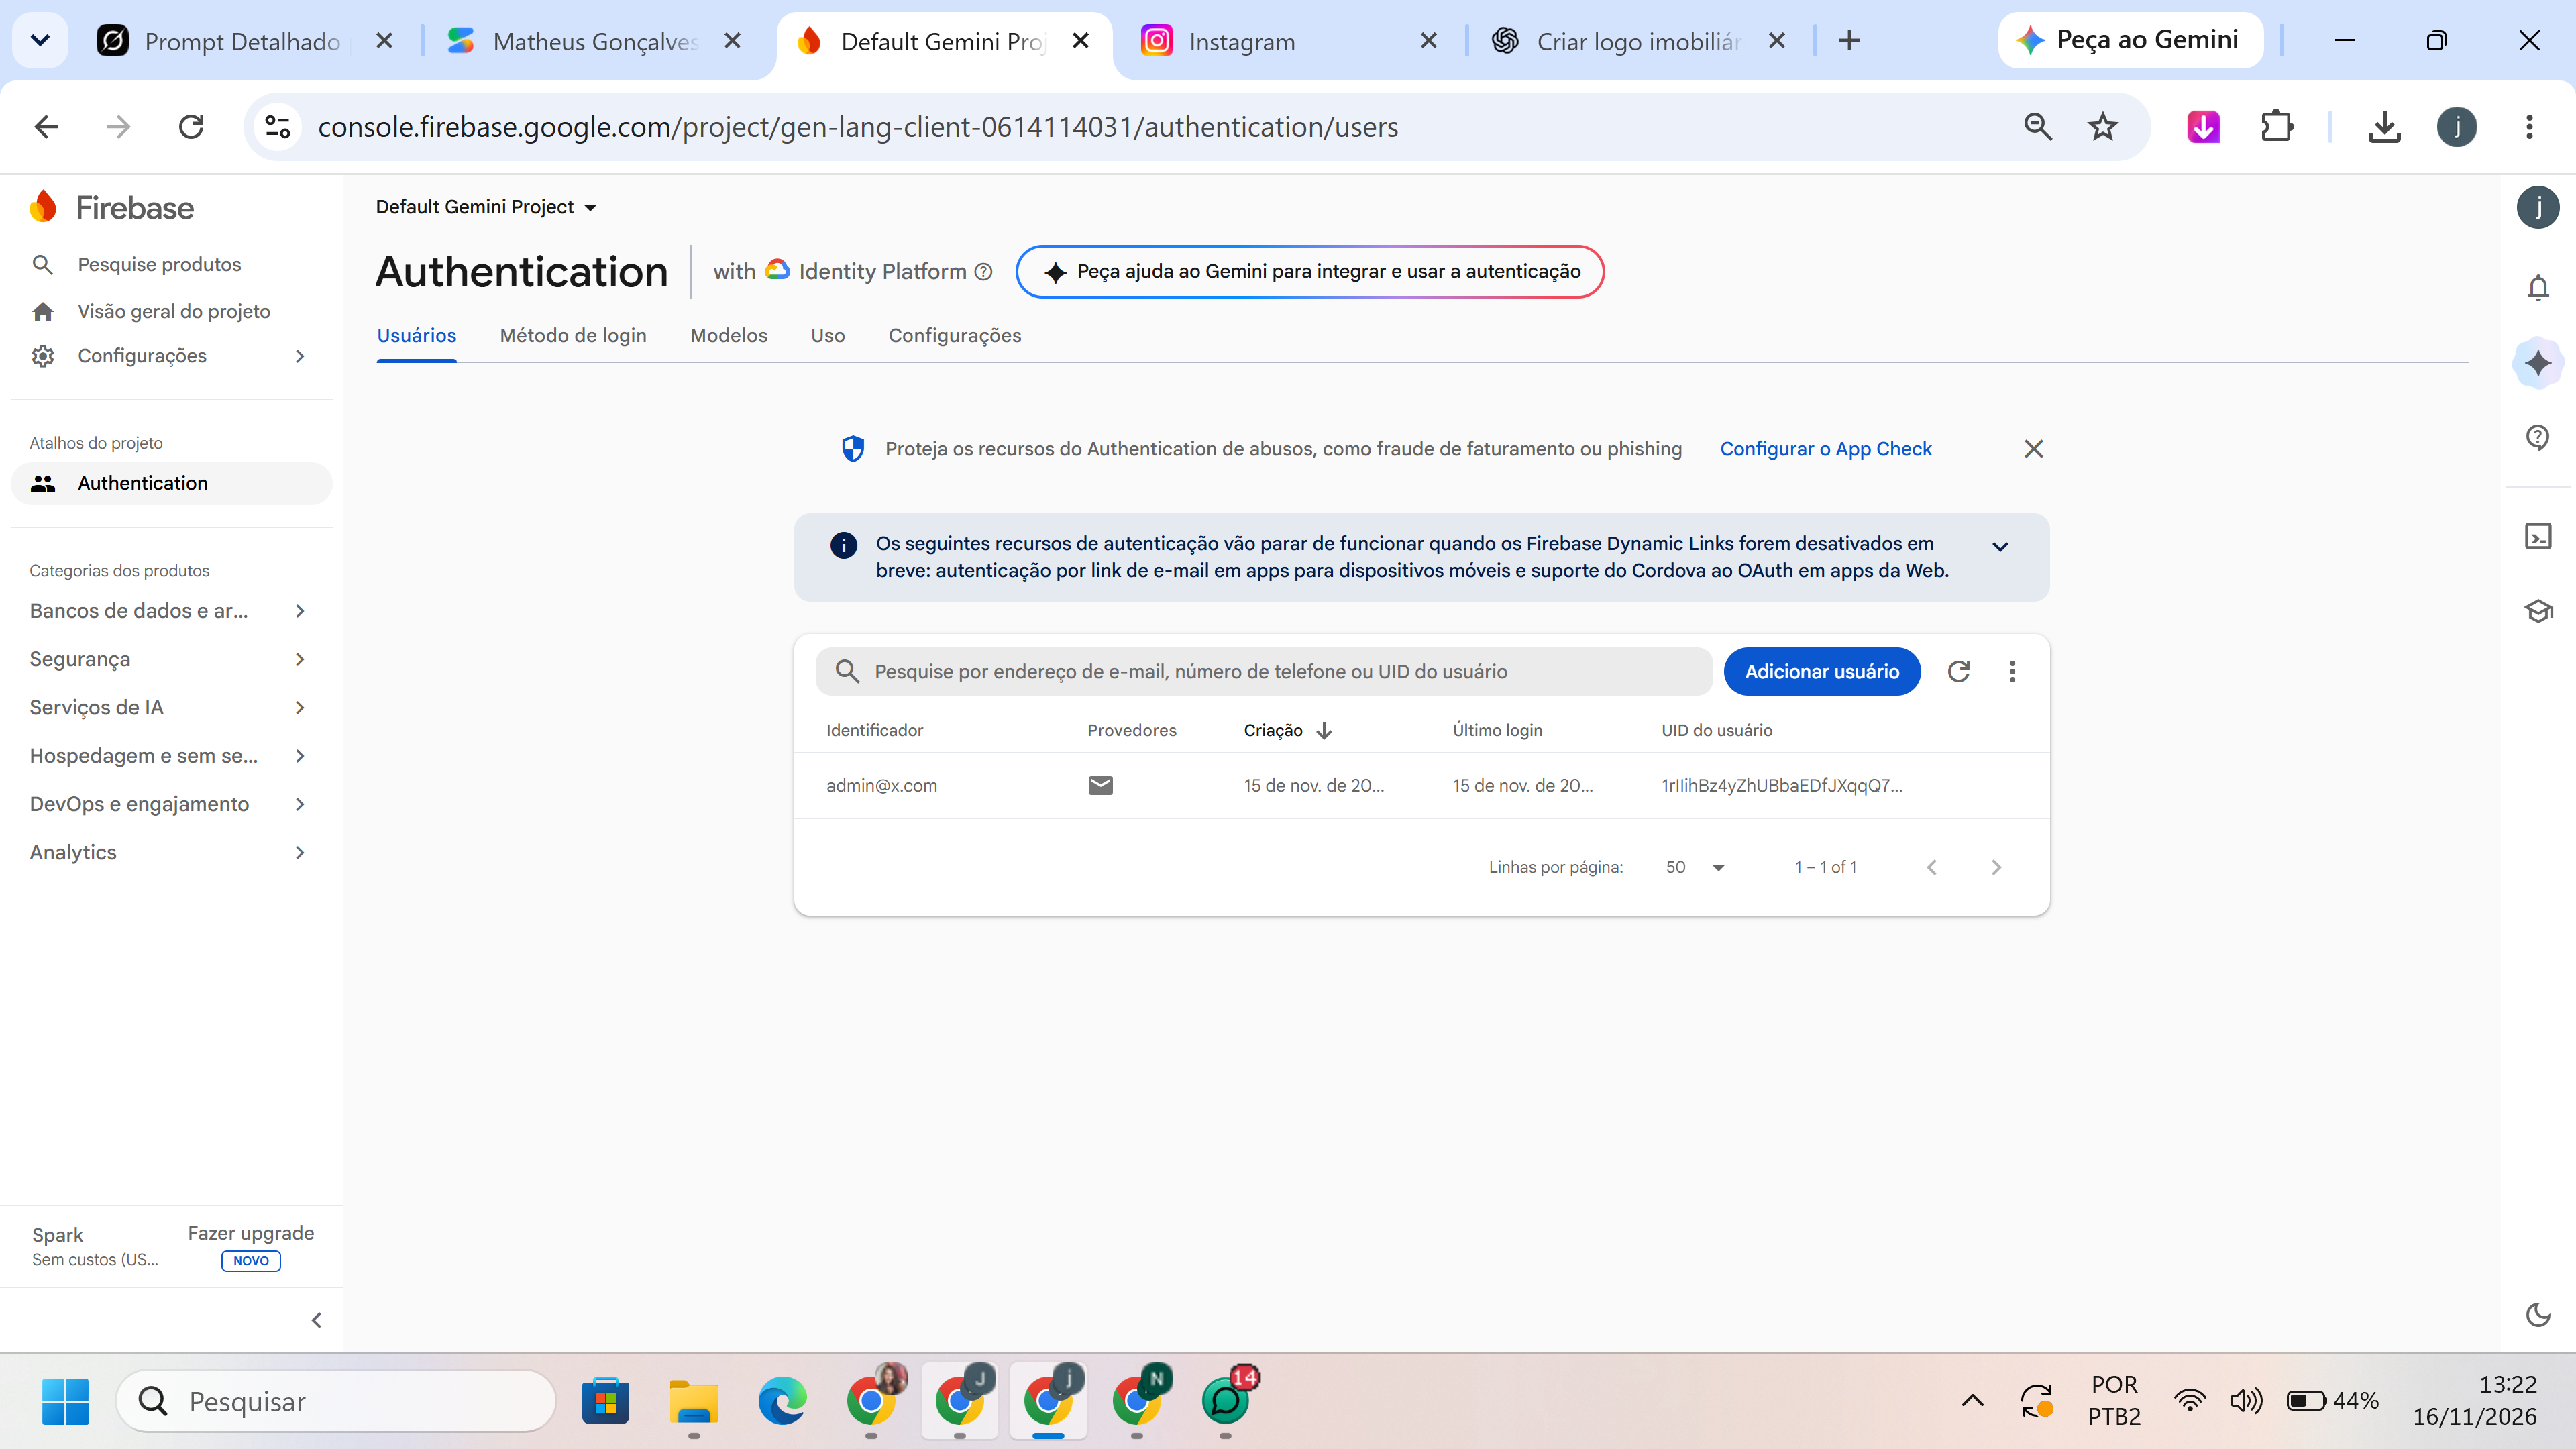 Prompt Detalhado
Matheus Gonçalves
Default Gemini Proj
Instagram
Criar logo imobiliár
Peça ao Gemini
console.firebase.google.com/project/gen-lang-client-0614114031/authentication/users
j
Firebase
Pesquise produtos
Visão geral do projeto
Configurações
Atalhos do projeto
Authentication
Categorias dos produtos
Bancos de dados e ar...
Segurança
Serviços de IA
Hospedagem e sem se...
DevOps e engajamento
Analytics
Spark
Sem custos (US...
Fazer upgrade
NOVO
Default Gemini Project
Authentication
with Identity Platform
Peça ajuda ao Gemini para integrar e usar a autenticação
Usuários Método de login Modelos Uso Configurações
Proteja os recursos do Authentication de abusos, como fraude de faturamento ou phishing Configurar o App Check
Os seguintes recursos de autenticação vão parar de funcionar quando os Firebase Dynamic Links forem desativados em
breve: autenticação por link de e-mail em apps para dispositivos móveis e suporte do Cordova ao OAuth em apps da Web.
Pesquise por endereço de e-mail, número de telefone ou UID do usuário Adicionar usuário
Identificador Provedores Criação Último login UID do usuário
admin@x.com 15 de nov. de 20... 15 de nov. de 20... 1rIIihBz4yZhUBbaEDfJXqqQ7...
Linhas por página: 50 1 – 1 of 1
j
Pesquisar
J
j
N
14
POR
PTB2
44%
13:22
16/11/2026